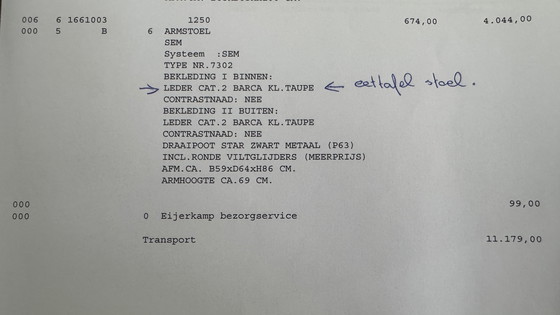 006 6 1661003 1250 674,00 4.044,00
000 5 B 6 ARMSTOEL
SEM
Systeem :SEM
TYPE NR.7302
BEKLEDING I BINNEN:
→ LEDER CAT.2 BARCA KL.TAUPE ← eettafel stoel.
CONTRASTNAAD: NEE
BEKLEDING II BUITEN:
LEDER CAT.2 BARCA KL.TAUPE
CONTRASTNAAD: NEE
DRAAIPOOT STAR ZWART METAAL (P63)
INCL.RONDE VILTGLIJDERS (MEERPRIJS)
AFM.CA. B59xD64xH86 CM.
ARMHOOGTE CA.69 CM.
000 99,00
000 0 Eijerkamp bezorgservice
Transport 11.179,00